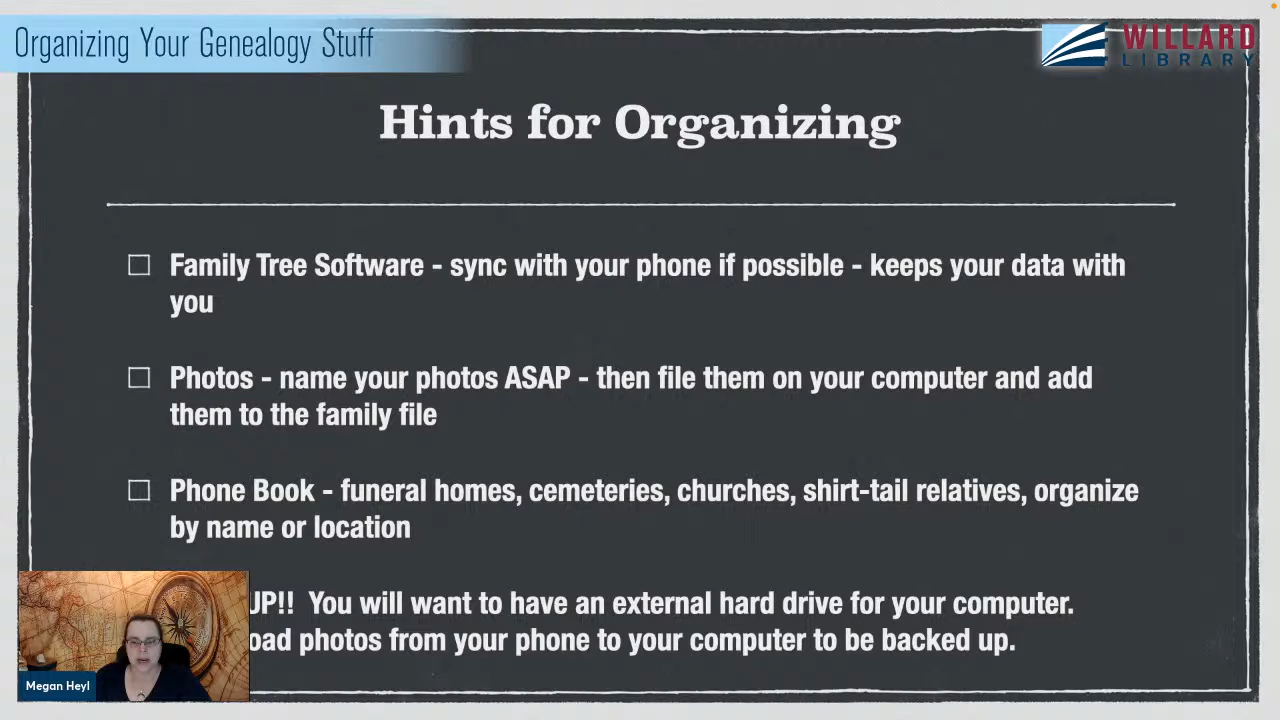 Organizing Your Genealogy Stuff
WILLARD
LIBRARY
Hints for Organizing
Family Tree Software - sync with your phone if possible - keeps your data with
you
Photos - name your photos ASAP - then file them on your computer and add
them to the family file
Phone Book - funeral homes, cemeteries, churches, shirt-tail relatives, organize
by name or location
UP!! You will want to have an external hard drive for your computer.
oad photos from your phone to your computer to be backed up.
Megan Heyl